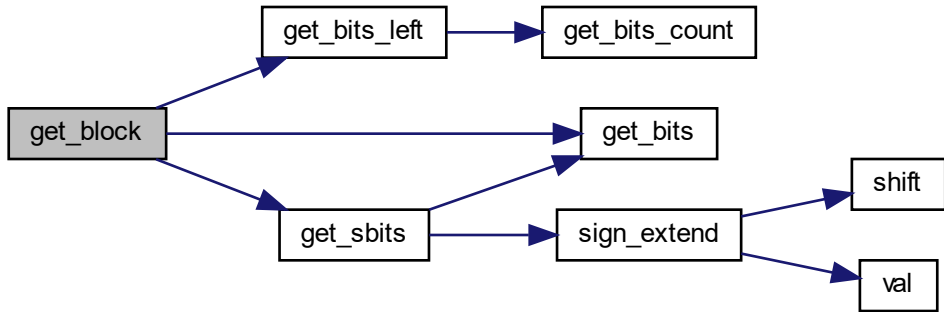 get_bits_left
get_bits_count
get_block
get_bits
shift
get_sbits
sign_extend
val